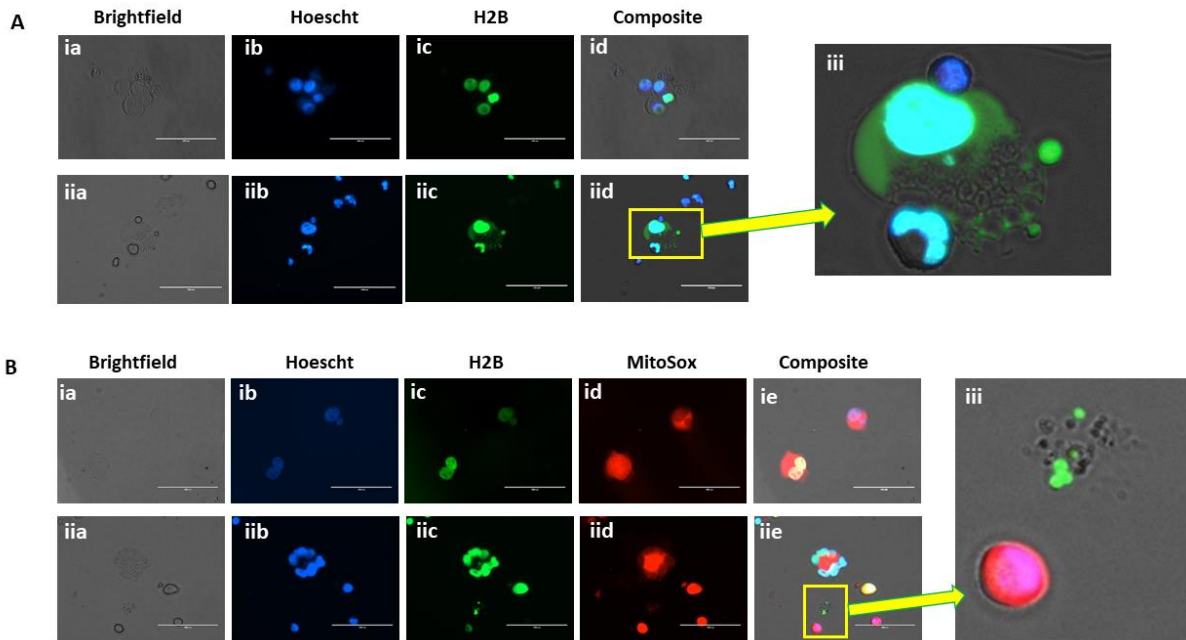 A
Brightfield Hoescht H2B Composite
ia ib ic id iii
iia iib iic iid
B
Brightfield Hoescht H2B MitoSox Composite
ia ib ic id ie iii
iia iib iic iid iie